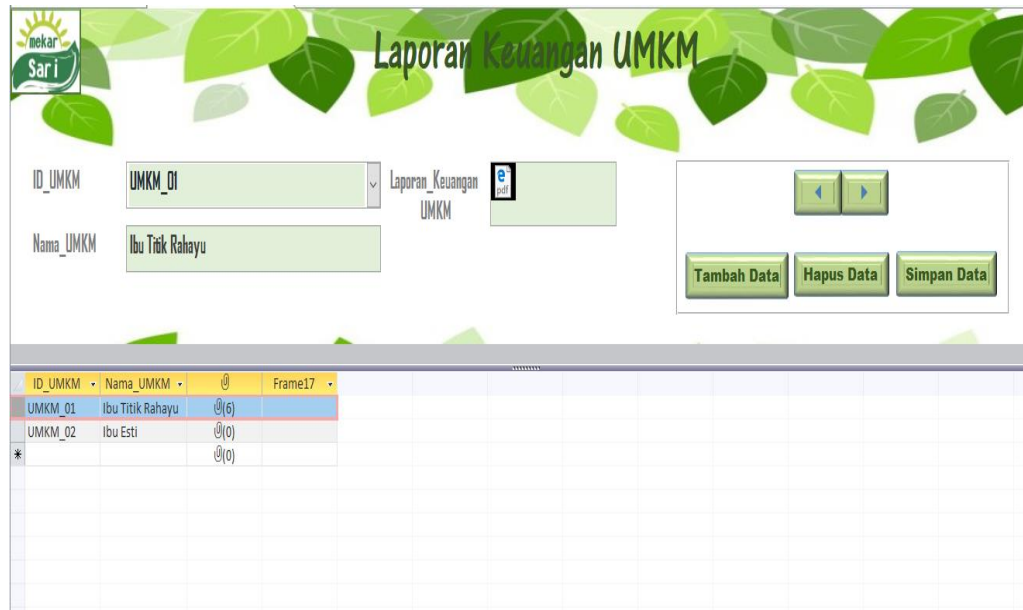 mekar
Sari
Laporan Keuangan UMKM
ID_UMKM UMKM_01 Laporan_Keuangan
UMKM
e
pdf
Nama_UMKM Ibu Titik Rahayu
Tambah Data Hapus Data Simpan Data
ID_UMKM Nama_UMKM Frame17
UMKM_01 Ibu Titik Rahayu (6)
UMKM_02 Ibu Esti (0)
* (0)